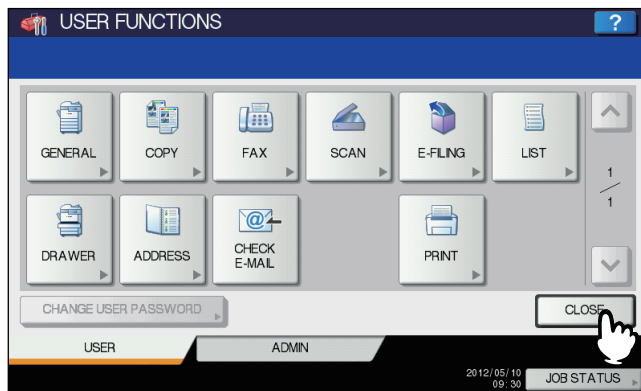 USER FUNCTIONS
?
GENERAL
COPY
FAX
SCAN
E-FILING
LIST
1
1
DRAWER
ADDRESS
@
CHECK
E-MAIL
PRINT
CHANGE USER PASSWORD
CLOSE
USER
ADMIN
2012/05/10
09:30
JOB STATUS